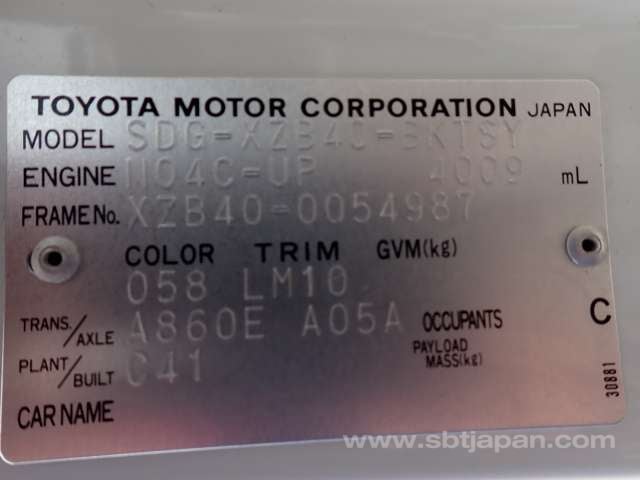 TOYOTA MOTOR CORPORATION JAPAN
MODEL SDG-XZB40-BKTSY
ENGINE N04C-UP 4009 mL
FRAME No. XZB40-0054987
COLOR TRIM GVM(kg)
058 LM10
TRANS./AXLE A860E A05A OCCUPANTS C
PLANT/BUILT C41 PAYLOAD MASS(kg)
CAR NAME
30881
www.sbtjapan.com